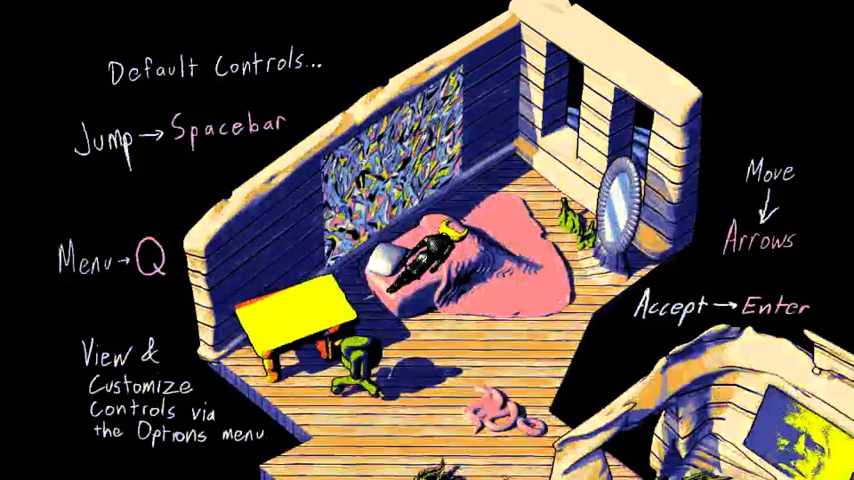 Default Controls...
Jump → Spacebar
Menu → Q
View &
Customize
Controls via
the Options menu
Move
↓
Arrows
Accept → Enter